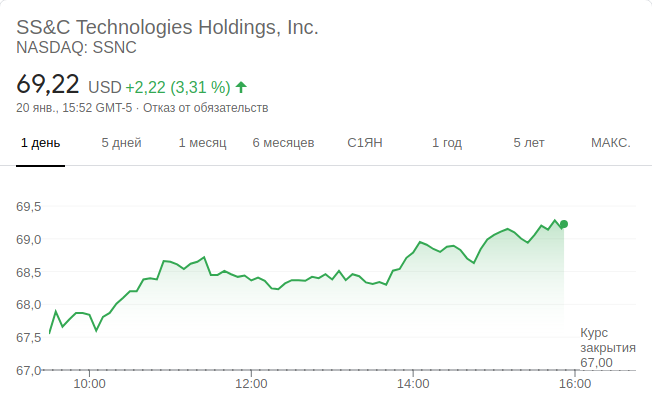 SS&C Technologies Holdings, Inc.
NASDAQ: SSNC
69,22 USD +2,22 (3,31 %)
20 янв., 15:52 GMT-5 · Отказ от обязательств
1 день 5 дней 1 месяц 6 месяцев С1ЯН 1 год 5 лет МАКС.
69,5
69,0
68,5
68,0
67,5
Курс
закрытия
67,00
67,0
10:00 12:00 14:00 16:00